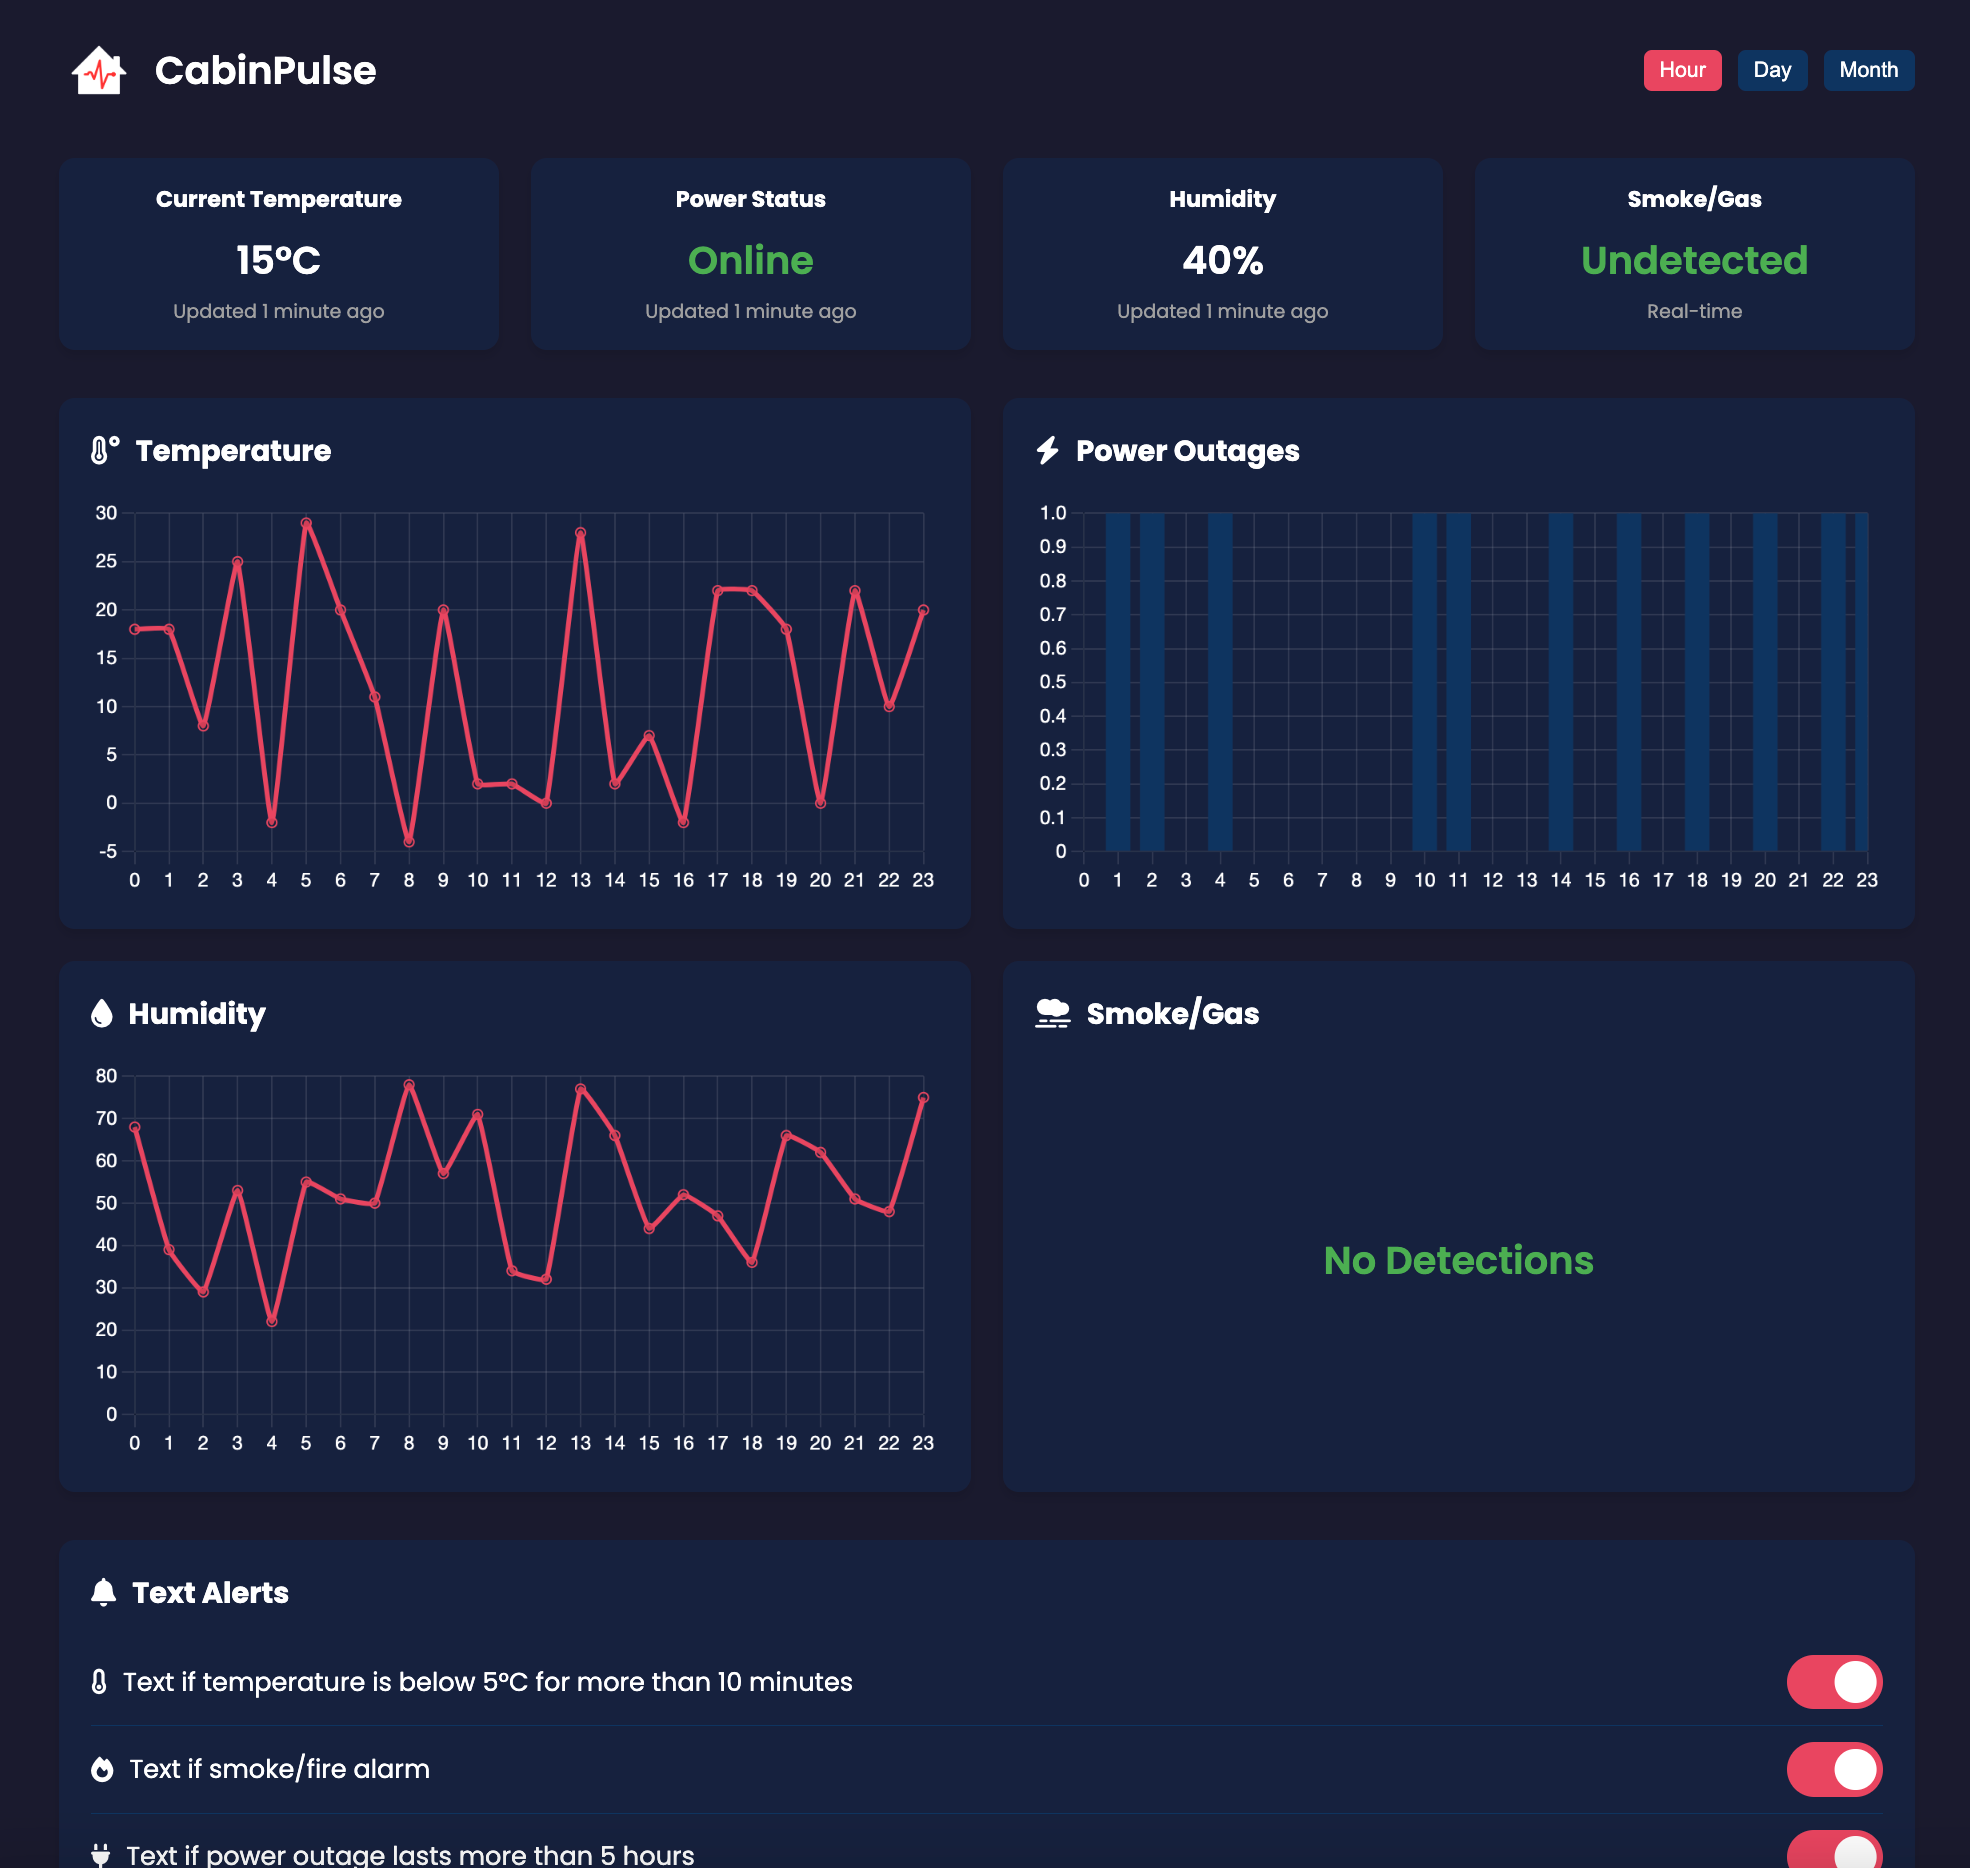 CabinPulse
Hour Day Month
Current Temperature
15°C
Updated 1 minute ago
Power Status
Online
Updated 1 minute ago
Humidity
40%
Updated 1 minute ago
Smoke/Gas
Undetected
Real-time
Temperature
30
25
20
15
10
5
0
-5
0 1 2 3 4 5 6 7 8 9 10 11 12 13 14 15 16 17 18 19 20 21 22 23
Power Outages
1.0
0.9
0.8
0.7
0.6
0.5
0.4
0.3
0.2
0.1
0
0 1 2 3 4 5 6 7 8 9 10 11 12 13 14 15 16 17 18 19 20 21 22 23
Humidity
80
70
60
50
40
30
20
10
0
0 1 2 3 4 5 6 7 8 9 10 11 12 13 14 15 16 17 18 19 20 21 22 23
Smoke/Gas
No Detections
Text Alerts
Text if temperature is below 5°C for more than 10 minutes
Text if smoke/fire alarm
Text if power outage lasts more than 5 hours